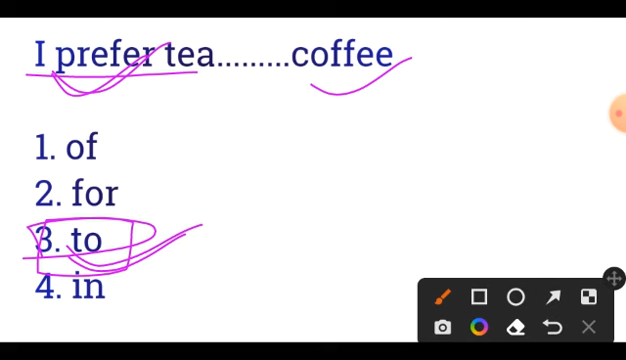 I prefer tea.........coffee
1. of
2. for
3. to
4. in